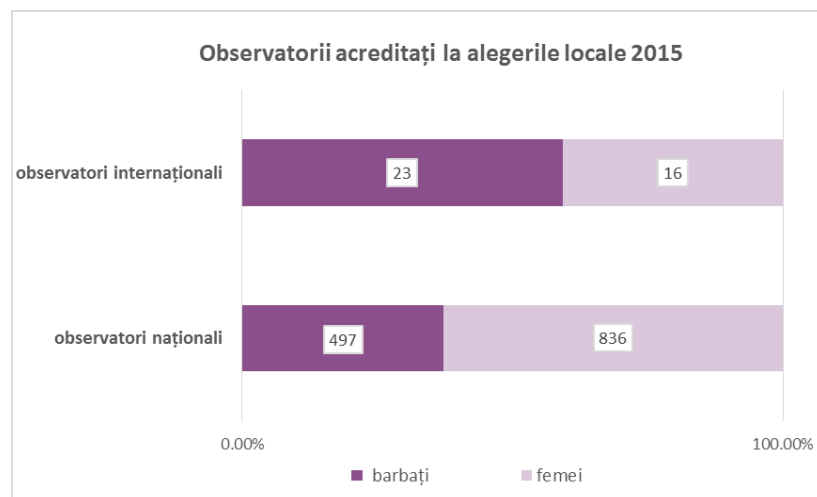 Observatorii acreditați la alegerile locale 2015
observatori internaționali
23
16
observatori naționali
497
836
0.00%
100.00%
barbați
femei